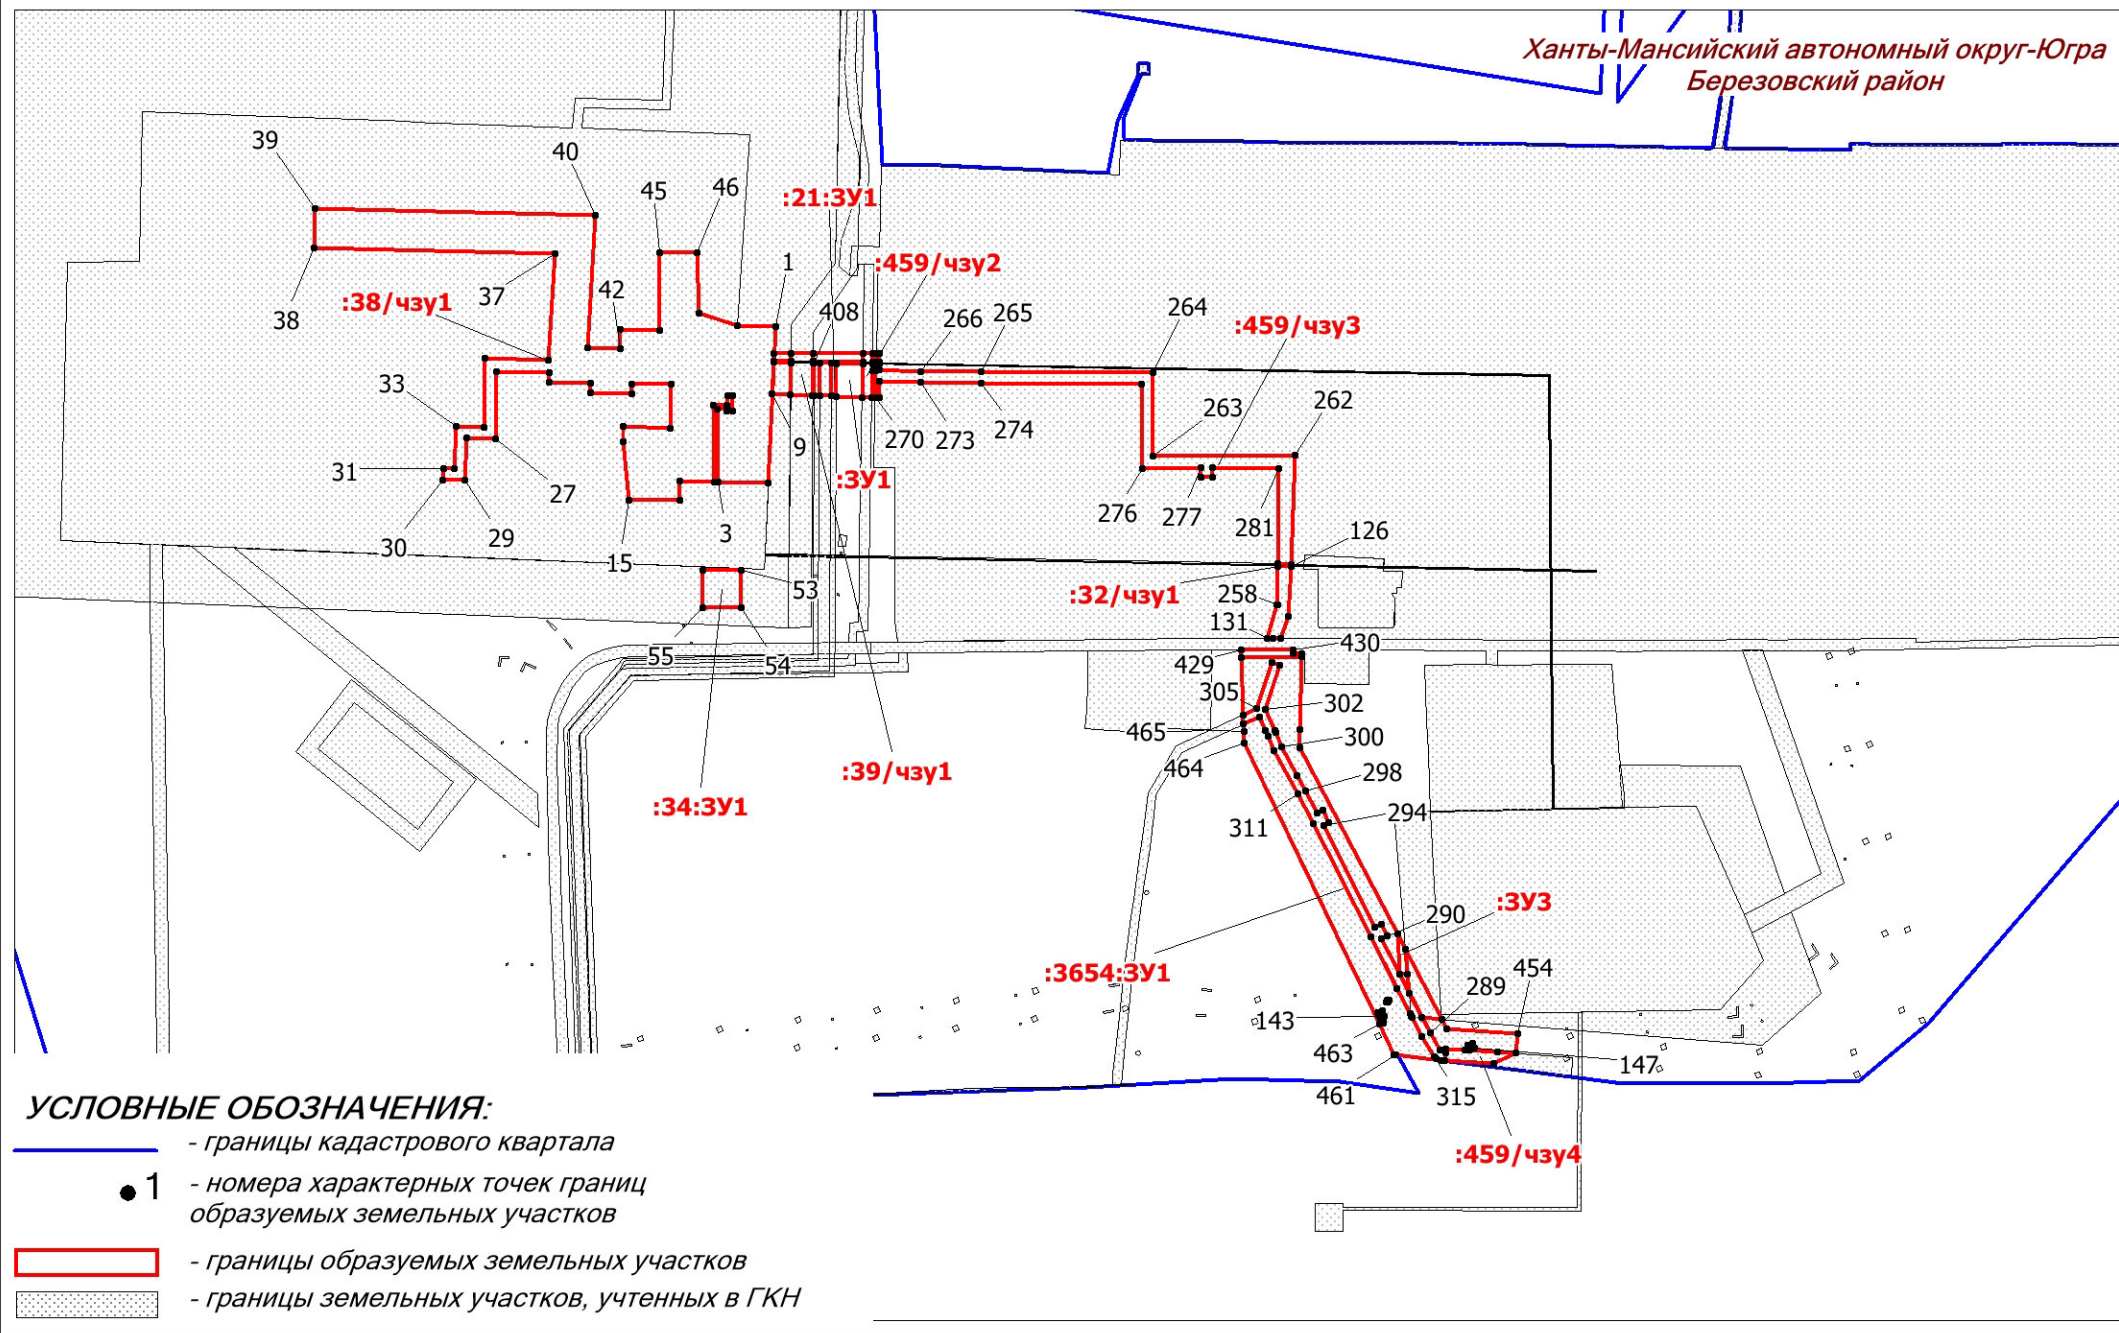 Ханты-Мансийский автономный округ-Югра
Березовский район
39
40
45
46
:21:ЗУ1
1
:459/чзу2
37
42
:38/чзу1
38
408
266
265
264
:459/чзу3
33
9
270
273
274
263
262
31
27
:ЗУ1
276
277
281
30
29
3
15
126
53
:32/чзу1
258
131
55
54
429
430
305
302
465
300
464
298
:39/чзу1
:34:ЗУ1
311
294
:ЗУ3
290
:3654:ЗУ1
454
289
143
463
147
461
315
:459/чзу4
УСЛОВНЫЕ ОБОЗНАЧЕНИЯ:
- границы кадастрового квартала
1 - номера характерных точек границ
образуемых земельных участков
- границы образуемых земельных участков
- границы земельных участков, учтенных в ГКН